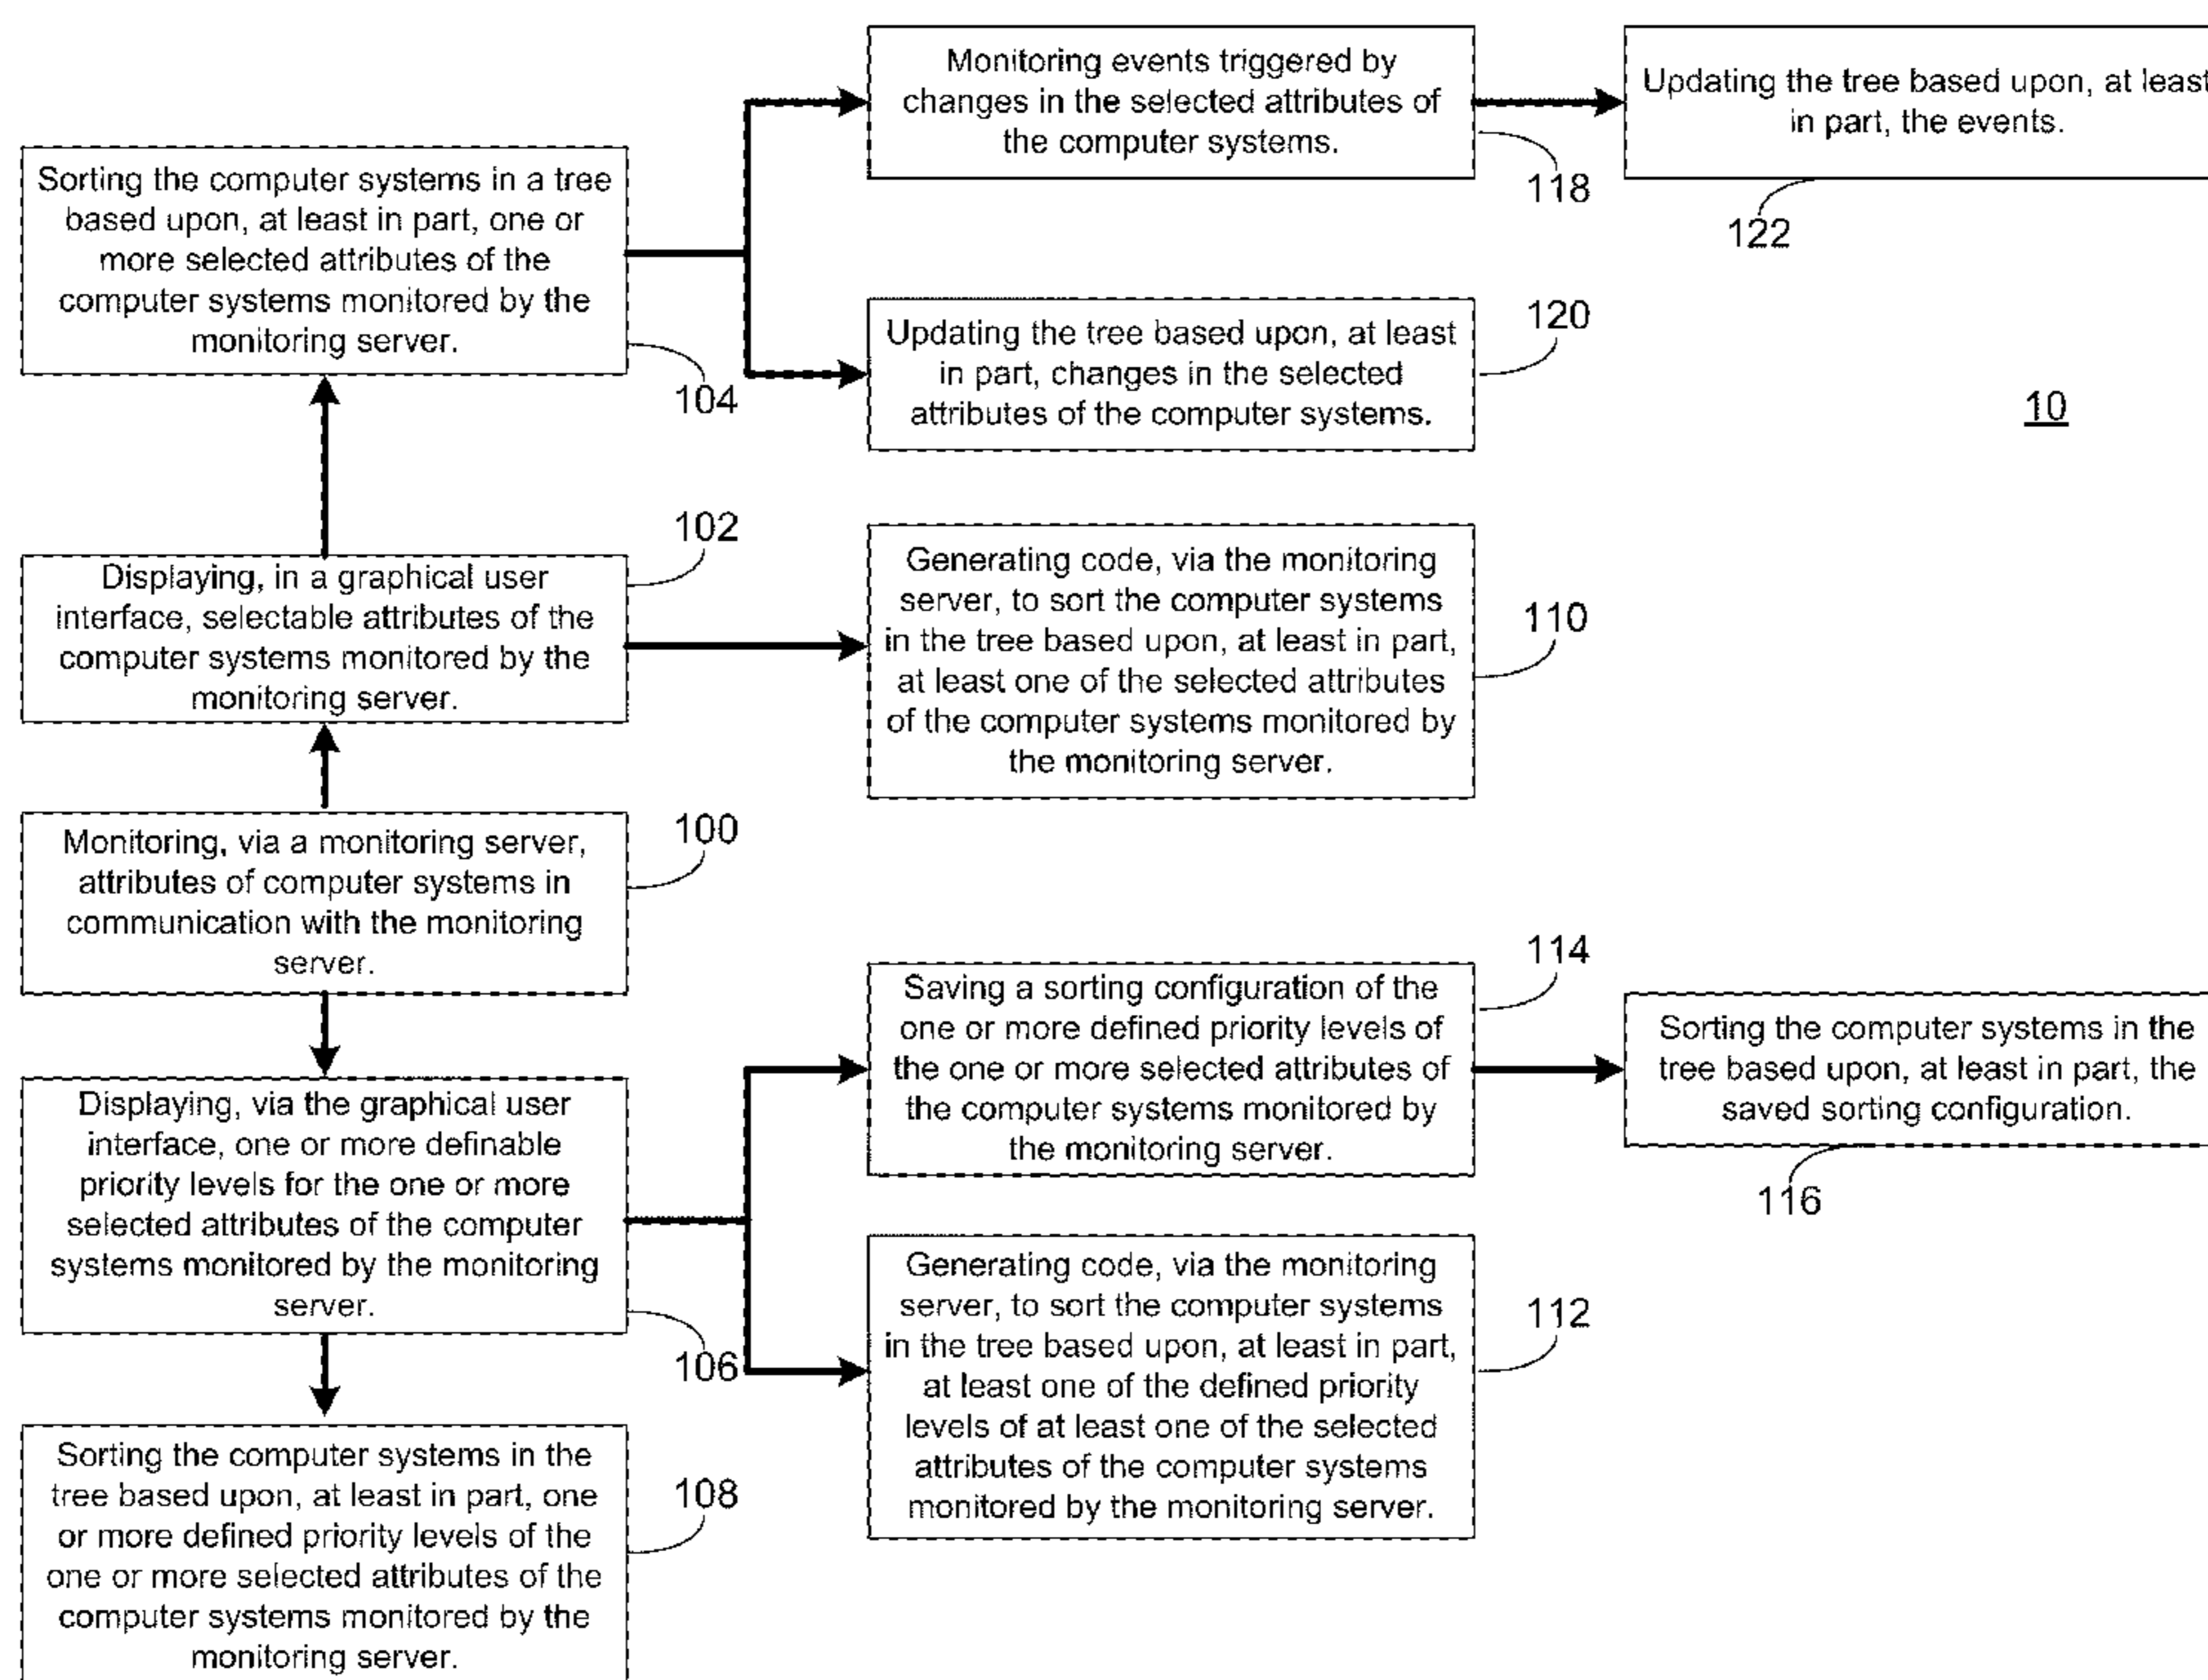 Monitoring events triggered by
changes in the selected attributes of
the computer systems.
118
Updating the tree based upon, at least
in part, the events.
122
Sorting the computer systems in a tree
based upon, at least in part, one or
more selected attributes of the
computer systems monitored by the
monitoring server.
104
Updating the tree based upon, at least
in part, changes in the selected
attributes of the computer systems.
120
10
Displaying, in a graphical user
interface, selectable attributes of the
computer systems monitored by the
monitoring server.
102
Generating code, via the monitoring
server, to sort the computer systems
in the tree based upon, at least in part,
at least one of the selected attributes
of the computer systems monitored by
the monitoring server.
110
Monitoring, via a monitoring server,
attributes of computer systems in
communication with the monitoring
server.
100
Saving a sorting configuration of the
one or more defined priority levels of
the one or more selected attributes of
the computer systems monitored by
the monitoring server.
114
Sorting the computer systems in the
tree based upon, at least in part, the
saved sorting configuration.
116
Displaying, via the graphical user
interface, one or more definable
priority levels for the one or more
selected attributes of the computer
systems monitored by the monitoring
server.
106
Generating code, via the monitoring
server, to sort the computer systems
in the tree based upon, at least in part,
at least one of the defined priority
levels of at least one of the selected
attributes of the computer systems
monitored by the monitoring server.
112
Sorting the computer systems in the
tree based upon, at least in part, one
or more defined priority levels of the
one or more selected attributes of the
computer systems monitored by the
monitoring server.
108